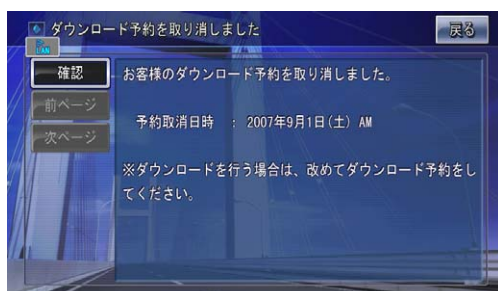 ダウンロード予約を取り消しました
戻る
LAN
確認
前ページ
次ページ
お客様のダウンロード予約を取り消しました。
予約取消日時 : 2007年9月1日(土) AM
※ダウンロードを行う場合は、改めてダウンロード予約をし
てください。